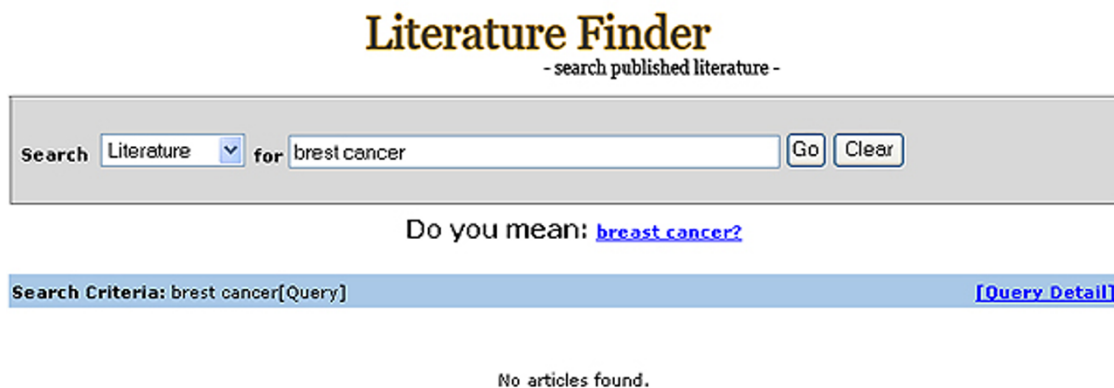 Literature Finder
- search published literature -
Search Literature for brest cancer Go Clear
Do you mean: breast cancer?
Search Criteria: brest cancer[Query] [Query Detail]
No articles found.